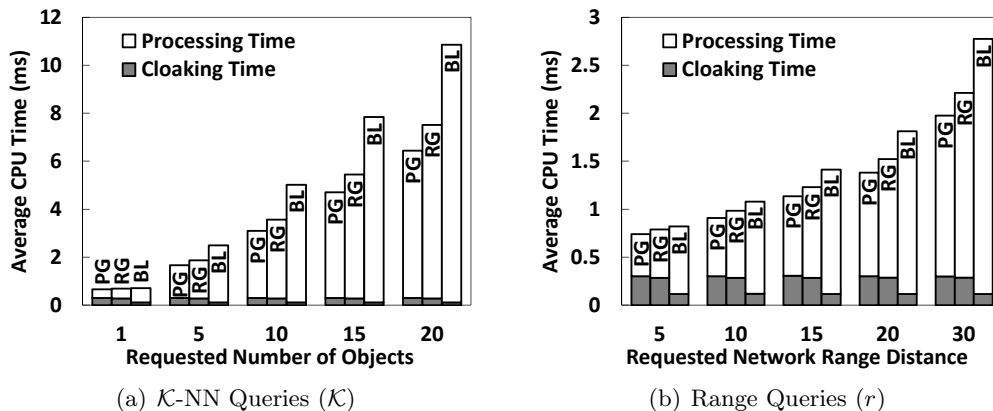 12
10
8
6
4
2
0
Average CPU Time (ms)
Processing Time
Cloaking Time
PG RG BL
PG RG BL
PG RG BL
PG RG BL
PG RG BL
1 5 10 15 20
Requested Number of Objects
(a) K-NN Queries (K)
3
2.5
2
1.5
1
0.5
0
Average CPU Time (ms)
Processing Time
Cloaking Time
PG RG BL
PG RG BL
PG RG BL
PG RG BL
PG RG BL
5 10 15 20 30
Requested Network Range Distance
(b) Range Queries (r)